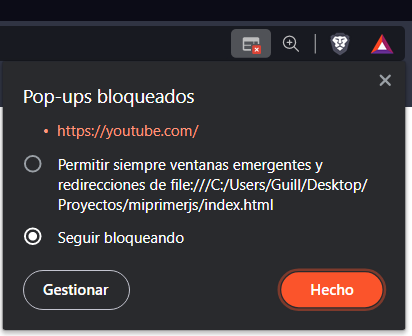 Pop-ups bloqueados
• https://youtube.com/
Permitir siempre ventanas emergentes y
redirecciones de file:///C:/Users/Guill/Desktop/
Proyectos/miprimerjs/index.html
Seguir bloqueando
Gestionar
Hecho